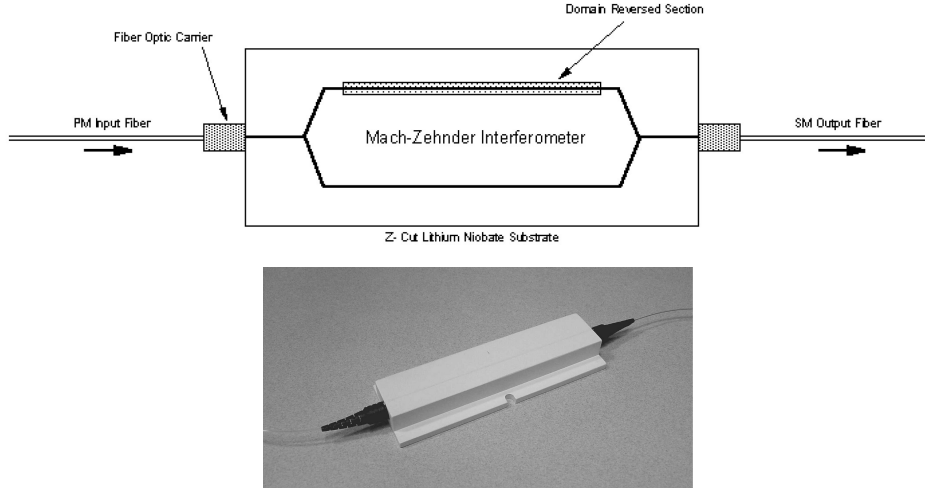 Domain Reversed Section
Fiber Optic Carrier
PM Input Fiber
Mach-Zehnder Interferometer
SM Output Fiber
Z- Cut Lithium Niobate Substrate